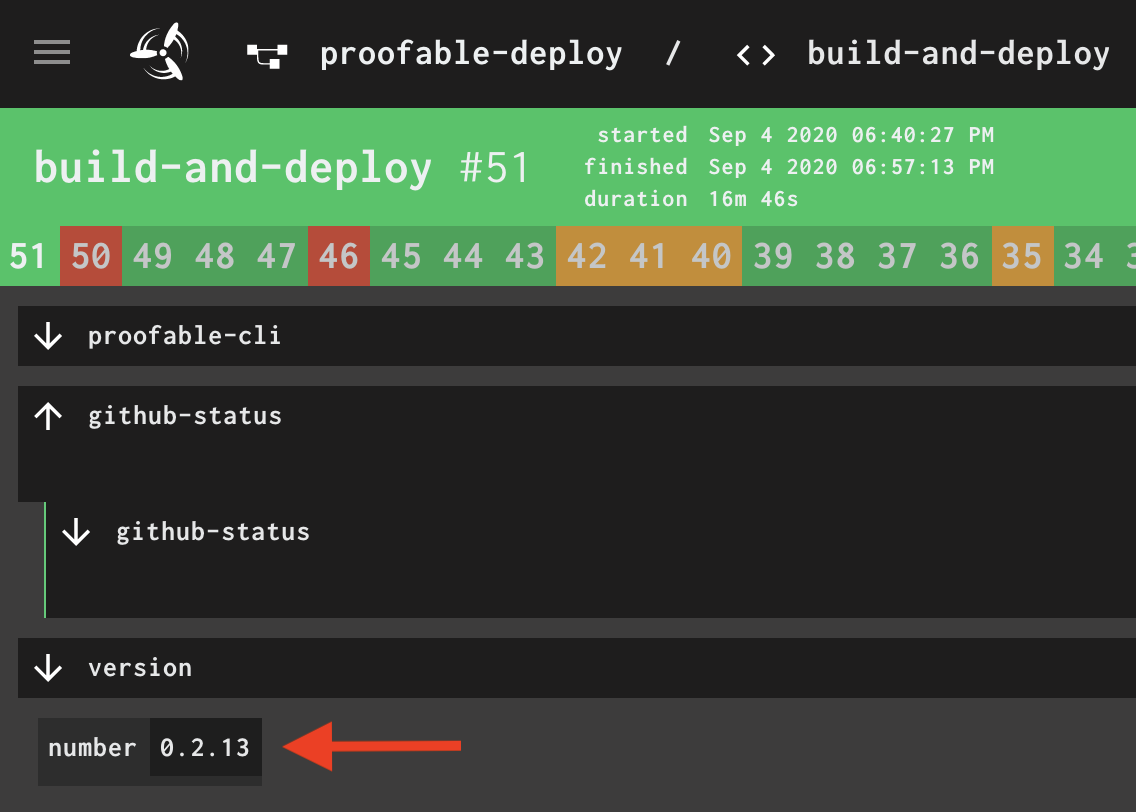 proofable-deploy / <> build-and-deploy
build-and-deploy #51
started Sep 4 2020 06:40:27 PM
finished Sep 4 2020 06:57:13 PM
duration 16m 46s
51 50 49 48 47 46 45 44 43 42 41 40 39 38 37 36 35 34
↓ proofable-cli
↑ github-status
↓ github-status
↓ version
number 0.2.13